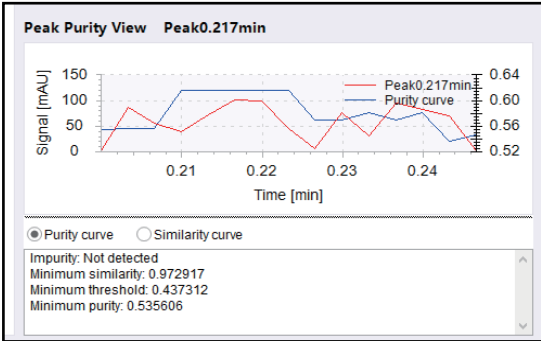 Peak Purity View Peak0.217min
Signal [mAU]
150
100
50
0
Peak0.217min
Purity curve
0.64
0.60
0.56
0.52
0.21 0.22 0.23 0.24
Time [min]
Purity curve Similarity curve
Impurity: Not detected
Minimum similarity: 0.972917
Minimum threshold: 0.437312
Minimum purity: 0.535606